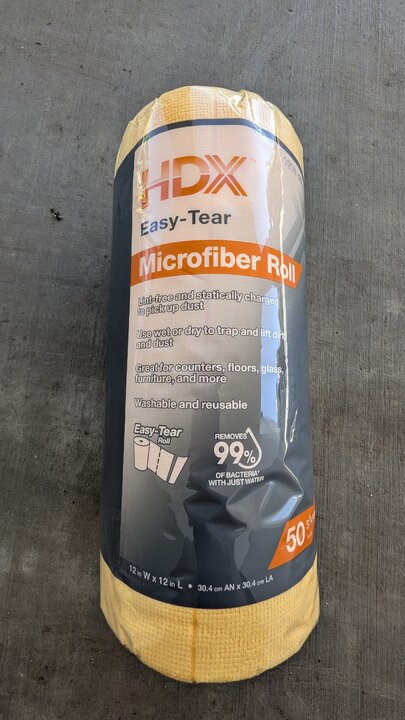 HDX™
Easy-Tear
Microfiber Roll
Lint-free and statically charged
to pick up dust
Use wet or dry to trap and lift dirt
and dust
Great for counters, floors, glass,
furniture, and more
Washable and reusable
Easy-Tear
Roll
REMOVES
99%
OF BACTERIA*
WITH JUST WATER
50
12 in W x 12 in L • 30.4 cm AN x 30.4 cm LA